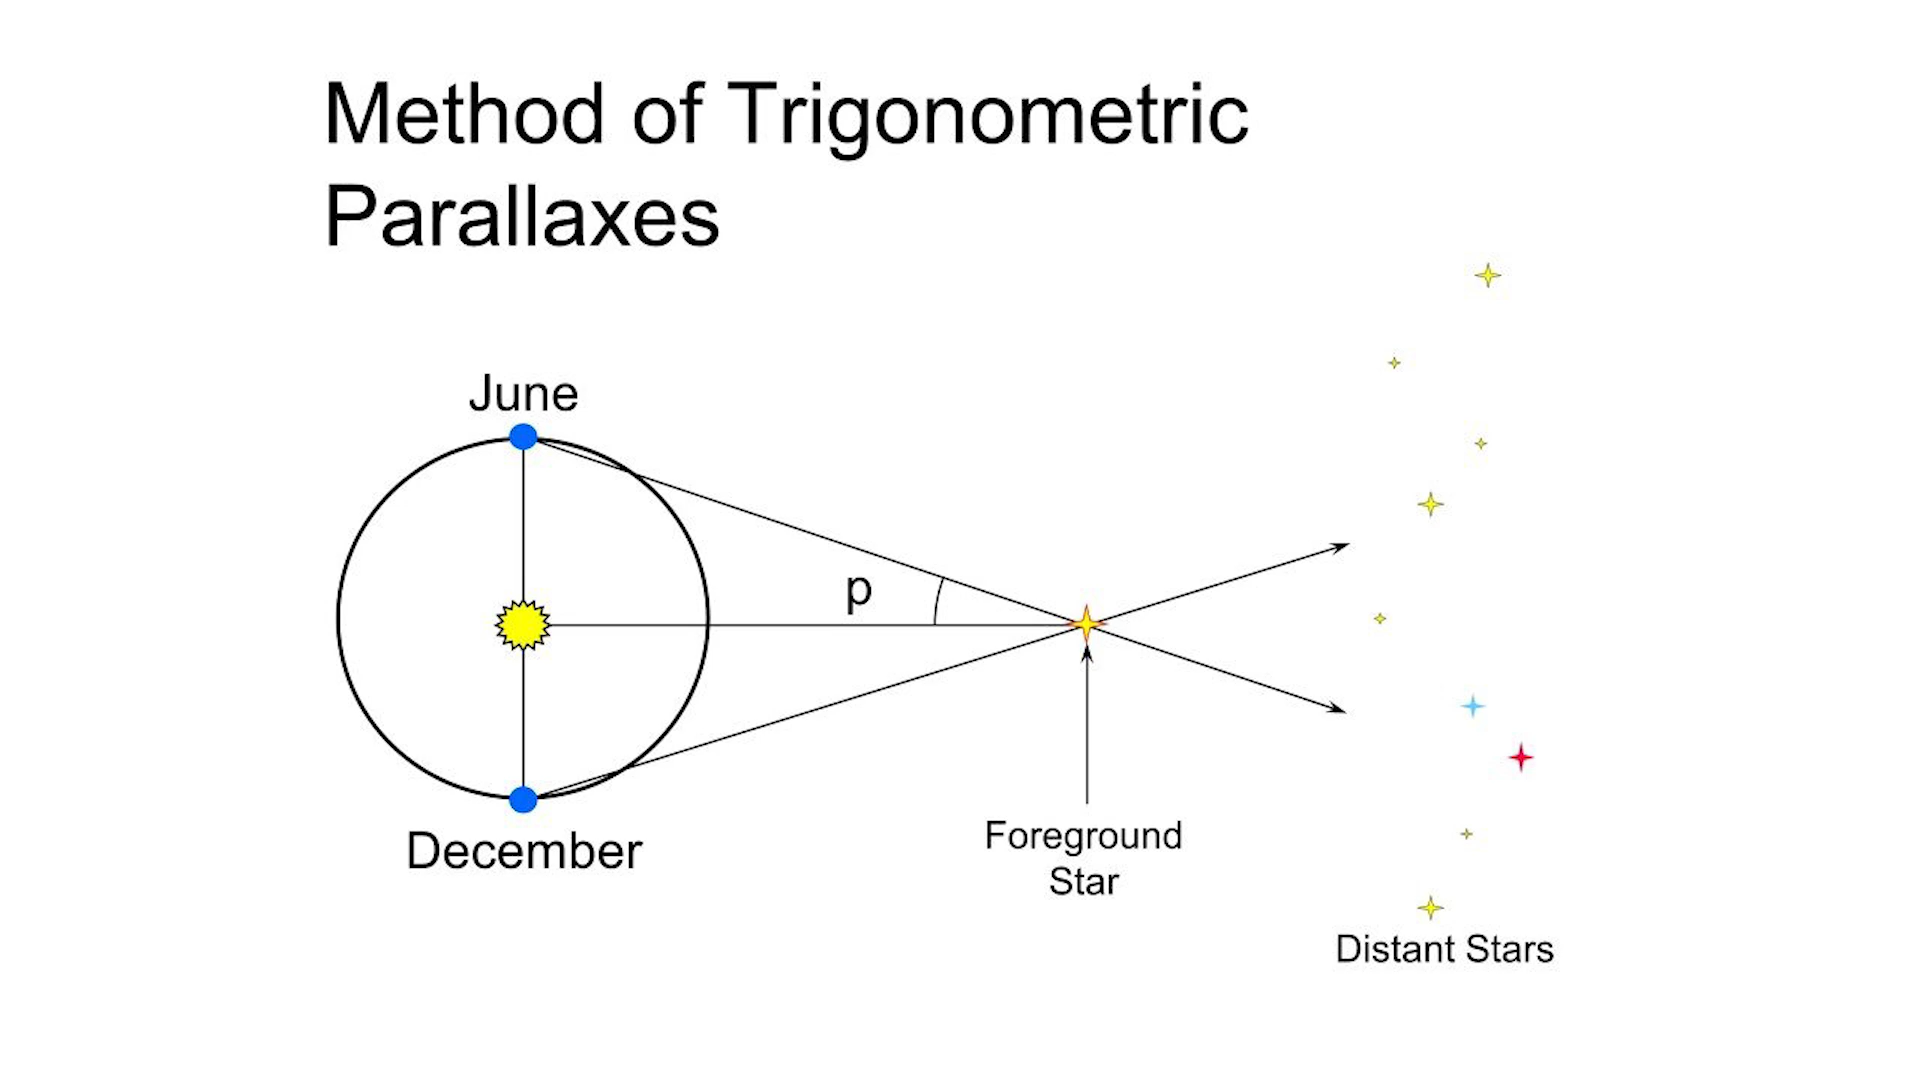 Method of Trigonometric
Parallaxes
June
p
December
Foreground
Star
Distant Stars